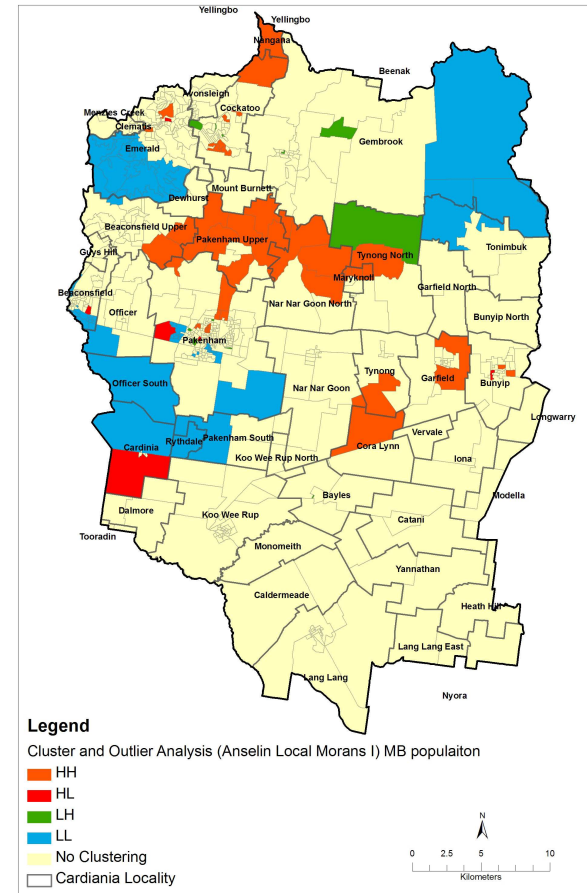 Yellingbo
Yellingbo
Nangana
Beenak
Avonsleigh
Cockatoo
Menzies Creek
Clematis
Gembrook
Emerald
Mount Burnett
Dewhurst
Beaconsfield Upper
Pakenham Upper
Tonimbuk
Guys Hill
Tynong North
Maryknoll
Garfield North
Beaconsfield
Officer
Nar Nar Goon North
Bunyip North
Pakenham
Tynong
Garfield
Officer South
Nar Nar Goon
Bunyip
Longwarry
Vervale
Cardinia
Rythdale
Pakenham South
Cora Lynn
Koo Wee Rup North
Iona
Bayles
Modella
Dalmore
Koo Wee Rup
Catani
Tooradin
Monomeith
Yannathan
Caldermeade
Heath Hill
Lang Lang East
Lang Lang
Nyora
Legend
Cluster and Outlier Analysis (Anselin Local Morans I) MB populaiton
HH
HL
LH
LL
No Clustering
Cardiania Locality
N
0 2.5 5 10
Kilometers